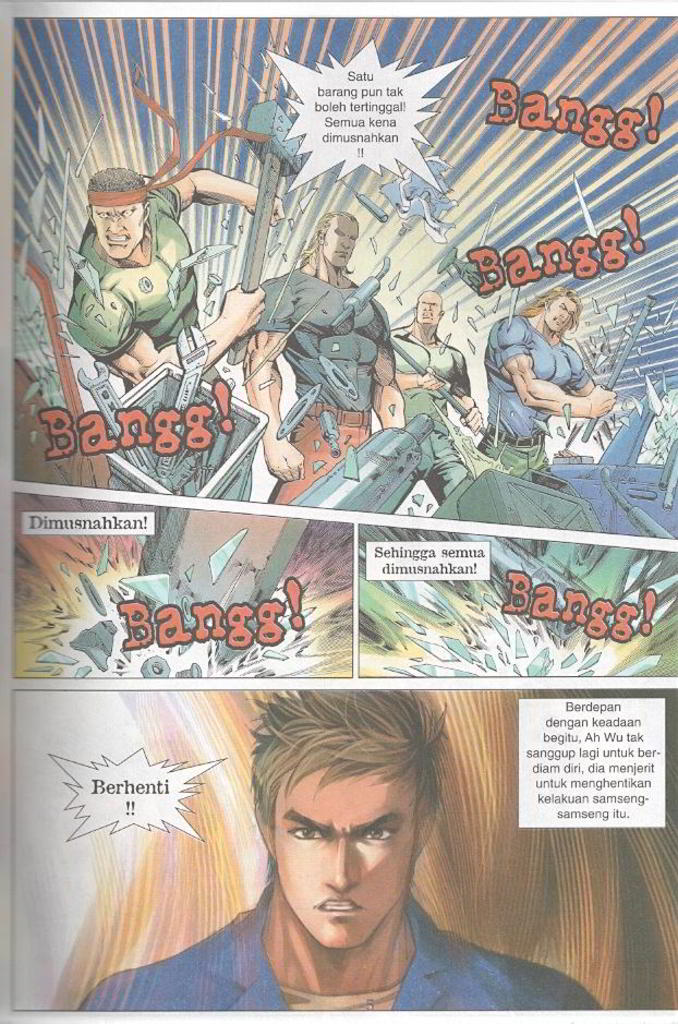 Satu
barang pun tak
boleh tertinggal!
Semua kena
dimusnahkan
!!
Bangg!
Bangg!
Bangg!
Dimusnahkan!
Bangg!
Sehingga semua
dimusnahkan!
Bangg!
Berhenti
!!
Berdepan
dengan keadaan
begitu, Ah Wu tak
sanggup lagi untuk ber-
diam diri, dia menjerit
untuk menghentikan
kelakuan samseng-
samseng itu.